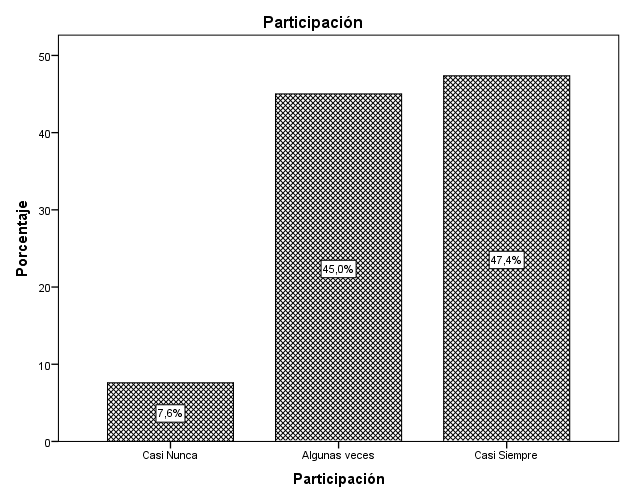 Participación
Porcentaje
50
40
30
20
10
0
7,6%
45,0%
47,4%
Casi Nunca
Algunas veces
Casi Siempre
Participación